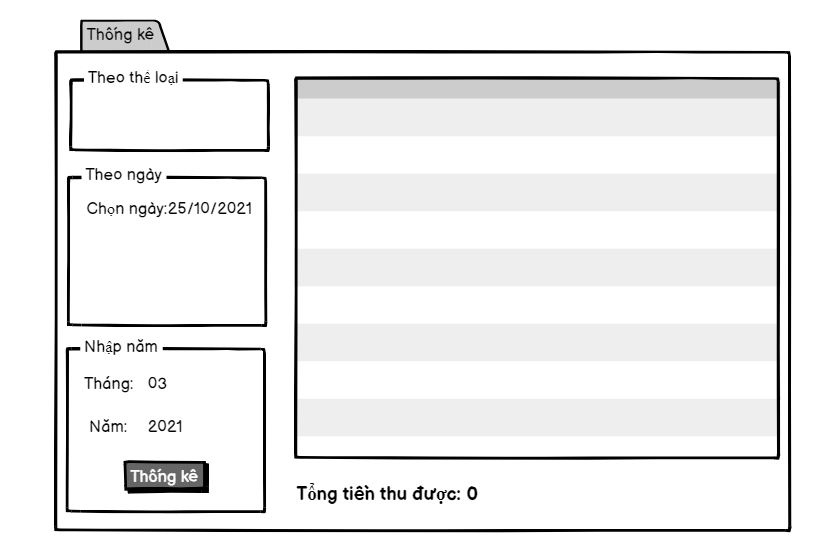 Thống kê
Theo thể loại
Theo ngày
Chọn ngày:25/10/2021
Nhập năm
Tháng: 03
Năm: 2021
Thống kê
Tổng tiền thu được: 0